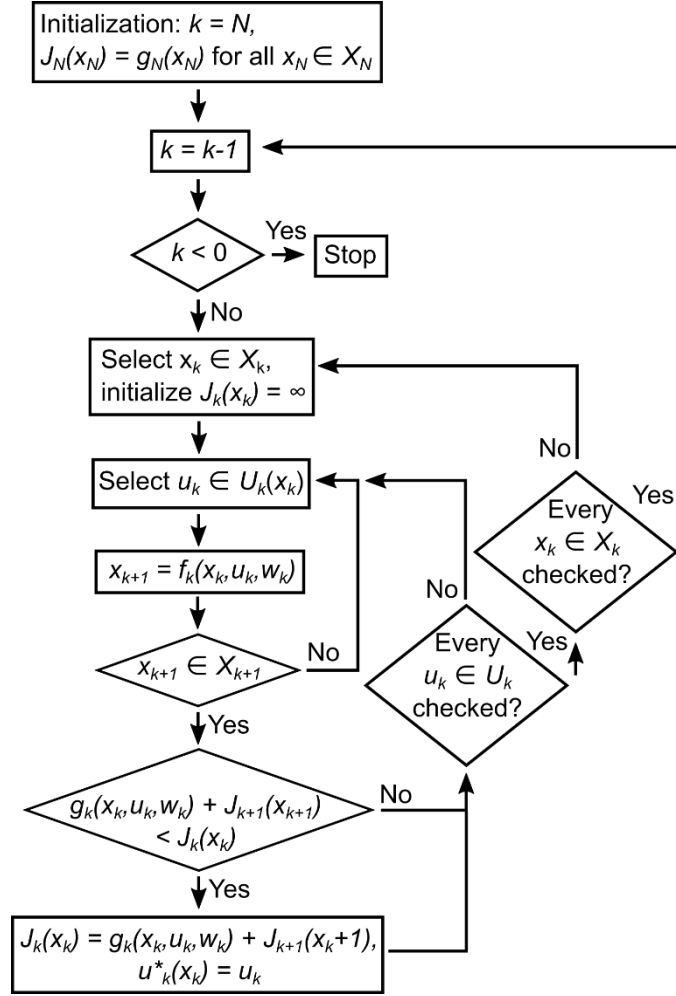 Initialization: k = N,
J_N(x_N) = g_N(x_N) for all x_N ∈ X_N
k = k-1
k < 0
Yes
Stop
No
Select x_k ∈ X_k,
initialize J_k(x_k) = ∞
Select u_k ∈ U_k(x_k)
x_{k+1} = f_k(x_k,u_k,w_k)
x_{k+1} ∈ X_{k+1}
No
Yes
g_k(x_k,u_k,w_k) + J_{k+1}(x_{k+1})
< J_k(x_k)
No
Yes
J_k(x_k) = g_k(x_k,u_k,w_k) + J_{k+1}(x_k+1),
u*_k(x_k) = u_k
Every
u_k ∈ U_k
checked?
No
Yes
Every
x_k ∈ X_k
checked?
No
Yes